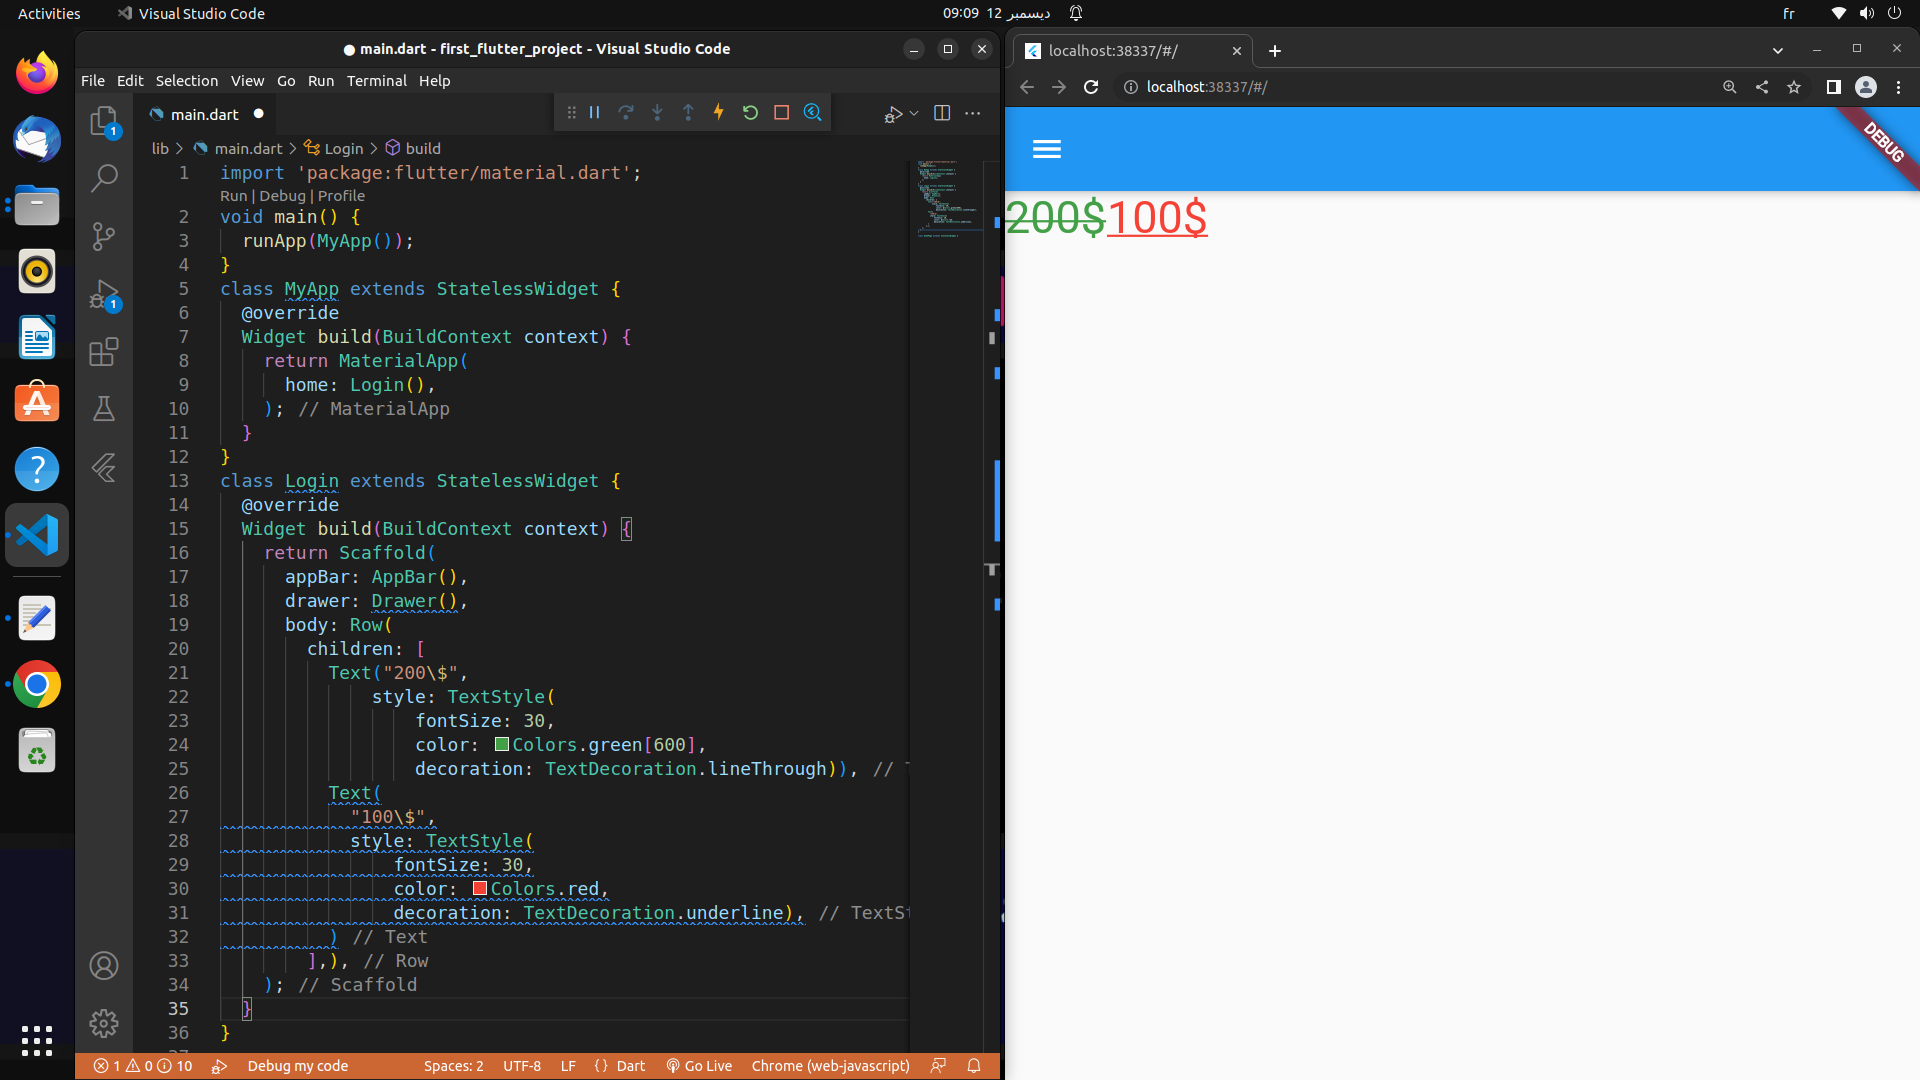 Activities
Visual Studio Code
09:09 12 ديسمبر
fr
main.dart - first_flutter_project - Visual Studio Code
File Edit Selection View Go Run Terminal Help
main.dart
lib > main.dart > Login > build
1 import 'package:flutter/material.dart';
Run | Debug | Profile
2 void main() {
3 runApp(MyApp());
4 }
5 class MyApp extends StatelessWidget {
6 @override
7 Widget build(BuildContext context) {
8 return MaterialApp(
9 home: Login(),
10 ); // MaterialApp
11 }
12 }
13 class Login extends StatelessWidget {
14 @override
15 Widget build(BuildContext context) {
16 return Scaffold(
17 appBar: AppBar(),
18 drawer: Drawer(),
19 body: Row(
20 children: [
21 Text("200\$",
22 style: TextStyle(
23 fontSize: 30,
24 color: Colors.green[600],
25 decoration: TextDecoration.lineThrough)), // T
26 Text(
27 "100\$",
28 style: TextStyle(
29 fontSize: 30,
30 color: Colors.red,
31 decoration: TextDecoration.underline), // TextSt
32 ) // Text
33 ],), // Row
34 ); // Scaffold
35 }
36 }
1 1
1 0 10 Debug my code Spaces: 2 UTF-8 LF {} Dart Go Live Chrome (web-javascript)
localhost:38337/#/
localhost:38337/#/
DEBUG
200$100$